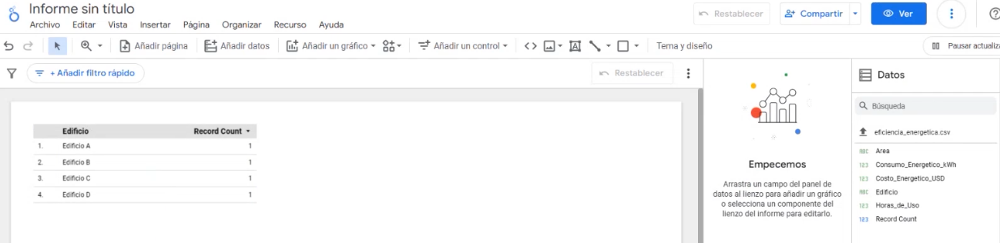 Informe sin título
Archivo Editar Vista Insertar Página Organizar Recurso Ayuda
Restablecer
Compartir
Ver
Añadir página
Añadir datos
Añadir un gráfico
Añadir un control
Tema y diseño
Pausar actualiza
+ Añadir filtro rápido
Restablecer
Edificio Record Count
1. Edificio A 1
2. Edificio B 1
3. Edificio C 1
4. Edificio D 1
Empecemos
Arrastra un campo del panel de
datos al lienzo para añadir un gráfico
o selecciona un componente del
lienzo del informe para editarlo.
Datos
Búsqueda
eficiencia_energetica.csv
ABC Area
123 Consumo_Energetico_kWh
123 Costo_Energetico_USD
ABC Edificio
123 Horas_de_Uso
123 Record Count